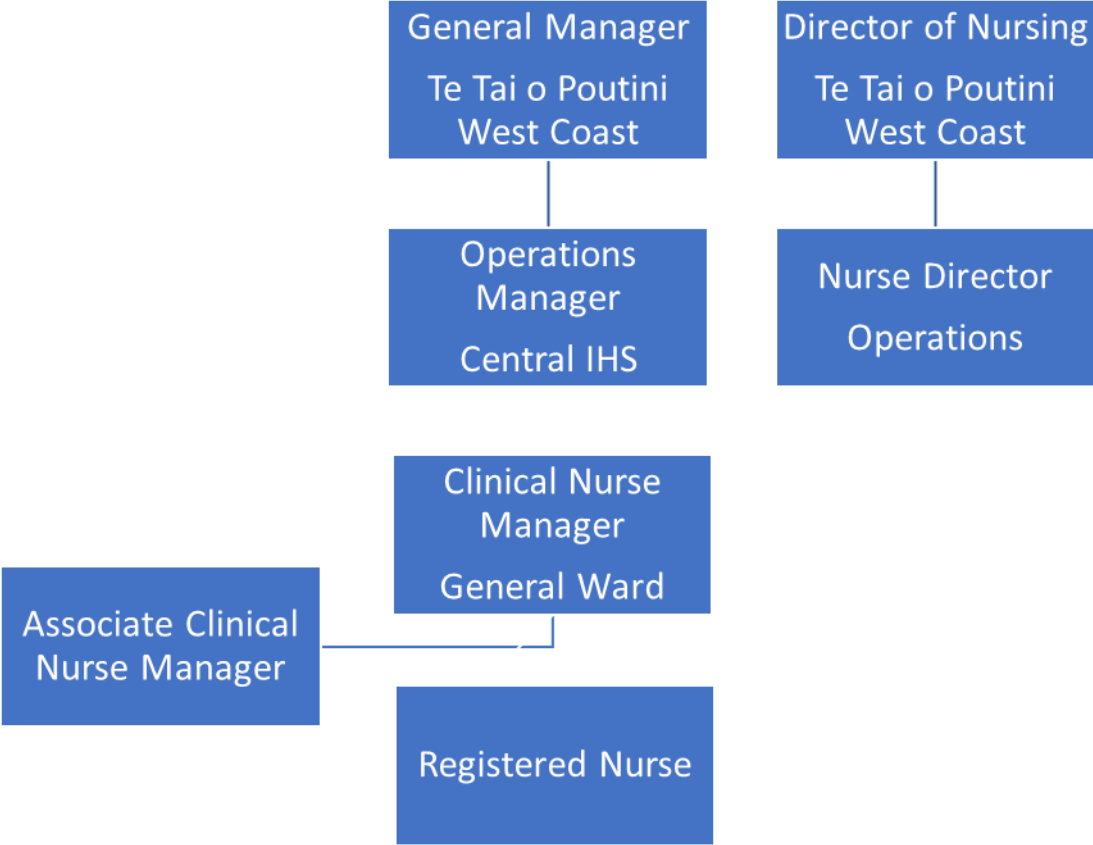 General Manager
Te Tai o Poutini
West Coast
Director of Nursing
Te Tai o Poutini
West Coast
Operations
Manager
Central IHS
Nurse Director
Operations
Clinical Nurse
Manager
General Ward
Associate Clinical
Nurse Manager
Registered Nurse